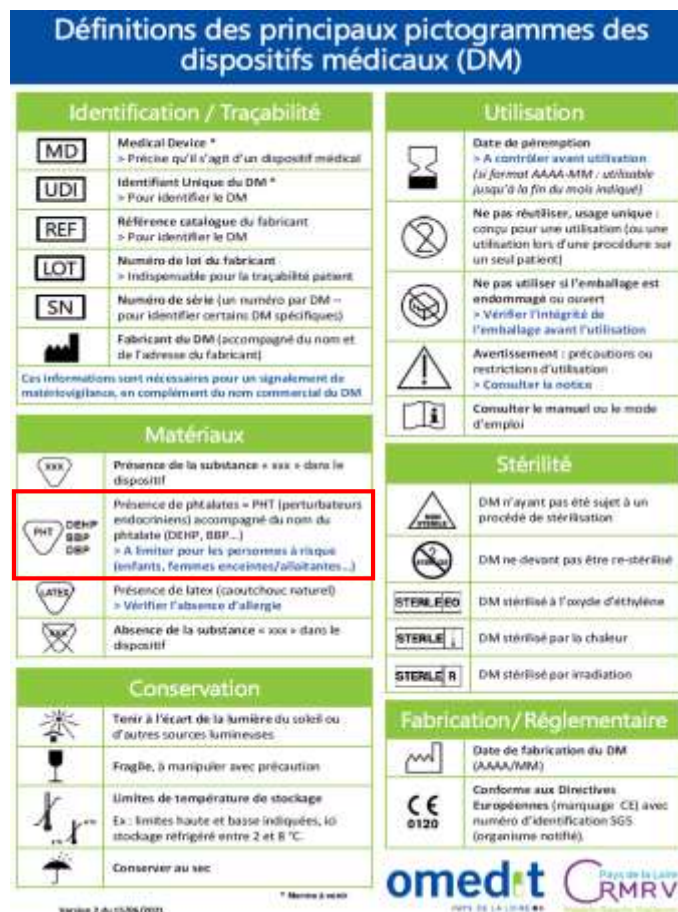 Définitions des principaux pictogrammes des
dispositifs médicaux (DM)
Identification / Traçabilité
MD
Medical Device *
> Précise qu'il s'agit d'un dispositif médical
UDI
Identifiant Unique du DM *
> Pour identifier le DM
REF
Référence catalogue du fabricant
> Pour identifier le DM
LOT
Numéro de lot du fabricant
> Indispensable pour la traçabilité patient
SN
Numéro de série (un numéro par DM –
pour identifier certains DM spécifiques)
Fabricant du DM (accompagné du nom et
de l'adresse du fabricant)
Ces informations sont nécessaires pour un signalement de
matériovigilance, en complément du nom commercial du DM
Matériaux
XXX
Présence de la substance « xxx » dans le
dispositif
PHT
DEHP
BBP
DBP
Présence de phtalates = PHT (perturbateurs
endocriniens) accompagné du nom du
phtalate (DEHP, BBP...)
> A limiter pour les personnes à risque
(enfants, femmes enceintes/allaitantes...)
LATEX
Présence de latex (caoutchouc naturel)
> Vérifier l'absence d'allergie
XXX
Absence de la substance « xxx » dans le
dispositif
Conservation
Tenir à l'écart de la lumière du soleil ou
d'autres sources lumineuses
Fragile, à manipuler avec précaution
Limites de température de stockage
Ex : limites haute et basse indiquées, ici
stockage réfrigéré entre 2 et 8 °C.
Conserver au sec
* Norme à venir
Version 2 du 15/06/2021
Utilisation
Date de péremption
> A contrôler avant utilisation
(si format AAAA-MM : utilisable
jusqu'à la fin du mois indiqué)
2
Ne pas réutiliser, usage unique :
conçu pour une utilisation (ou une
utilisation lors d'une procédure sur
un seul patient)
Ne pas utiliser si l'emballage est
endommagé ou ouvert
> Vérifier l'intégrité de
l'emballage avant l'utilisation
Avertissement : précautions ou
restrictions d'utilisation
> Consulter la notice
i
Consulter le manuel ou le mode
d'emploi
Stérilité
NON
STERILE
DM n'ayant pas été sujet à un
procédé de stérilisation
DM ne devant pas être re-stérilisé
STERILE EO
DM stérilisé à l'oxyde d'éthylène
STERILE
DM stérilisé par la chaleur
STERILE R
DM stérilisé par irradiation
Fabrication/Réglementaire
Date de fabrication du DM
(AAAA/MM)
CE
0120
Conforme aux Directives
Européennes (marquage CE) avec
numéro d'identification SGS
(organisme notifié).
omedit
PAYS DE LA LOIRE
Pays de la Loire
RMRV